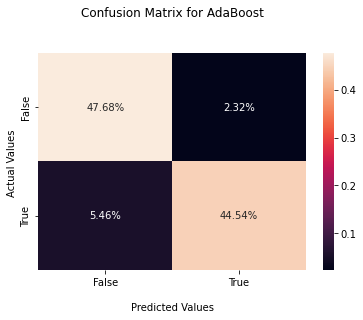 Confusion Matrix for AdaBoost
47.68% 2.32%
5.46% 44.54%
False
True
Actual Values
False True
Predicted Values
0.4
0.3
0.2
0.1